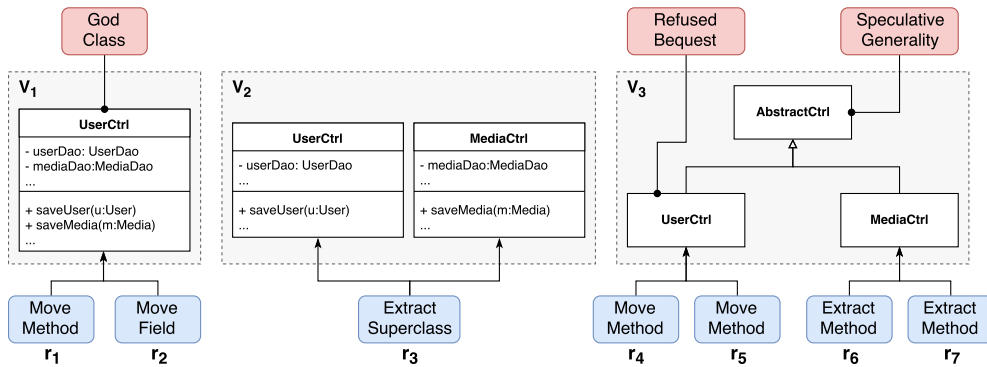 God
Class
Refused
Bequest
Speculative
Generality
V1
UserCtrl
- userDao: UserDao
- mediaDao:MediaDao
...
+ saveUser(u:User)
+ saveMedia(m:Media)
...
V2
UserCtrl
- userDao: UserDao
...
+ saveUser(u:User)
...
MediaCtrl
- mediaDao:MediaDao
...
+ saveMedia(m:Media)
...
V3
AbstractCtrl
UserCtrl
MediaCtrl
Move
Method
r1
Move
Field
r2
Extract
Superclass
r3
Move
Method
r4
Move
Method
r5
Extract
Method
r6
Extract
Method
r7